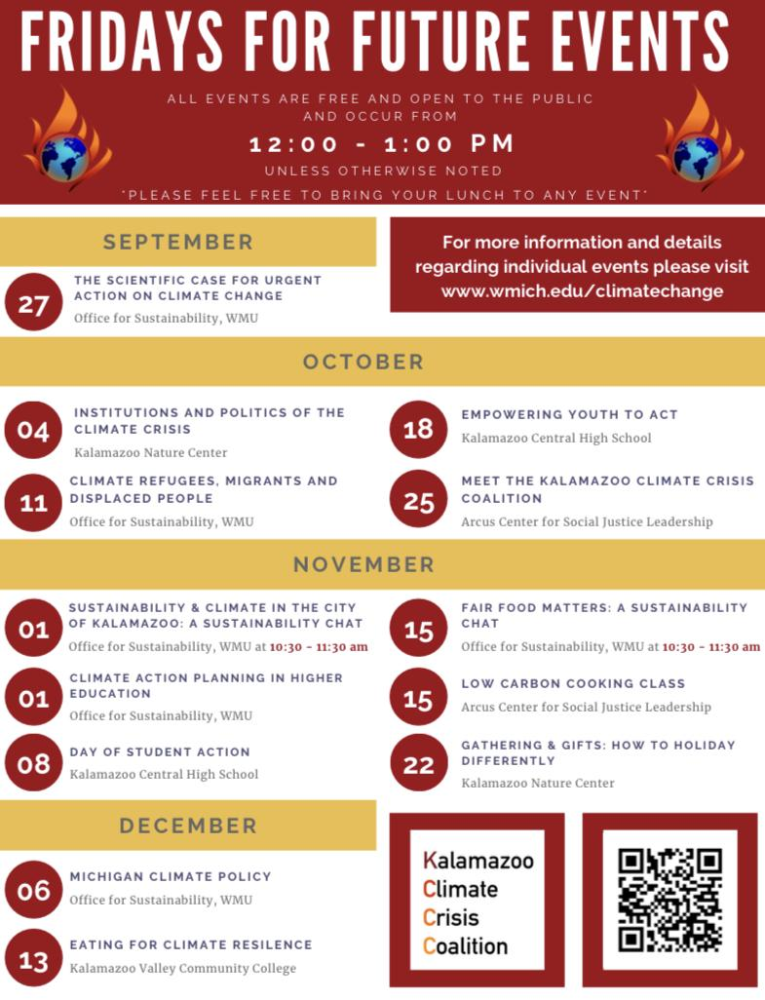 FRIDAYS FOR FUTURE EVENTS
ALL EVENTS ARE FREE AND OPEN TO THE PUBLIC
AND OCCUR FROM
12:00 - 1:00 PM
UNLESS OTHERWISE NOTED
*PLEASE FEEL FREE TO BRING YOUR LUNCH TO ANY EVENT*
SEPTEMBER
27
THE SCIENTIFIC CASE FOR URGENT
ACTION ON CLIMATE CHANGE
Office for Sustainability, WMU
For more information and details
regarding individual events please visit
www.wmich.edu/climatechange
OCTOBER
04
INSTITUTIONS AND POLITICS OF THE
CLIMATE CRISIS
Kalamazoo Nature Center
11
CLIMATE REFUGEES, MIGRANTS AND
DISPLACED PEOPLE
Office for Sustainability, WMU
18
EMPOWERING YOUTH TO ACT
Kalamazoo Central High School
25
MEET THE KALAMAZOO CLIMATE CRISIS
COALITION
Arcus Center for Social Justice Leadership
NOVEMBER
01
SUSTAINABILITY & CLIMATE IN THE CITY
OF KALAMAZOO: A SUSTAINABILITY CHAT
Office for Sustainability, WMU at 10:30 - 11:30 am
01
CLIMATE ACTION PLANNING IN HIGHER
EDUCATION
Office for Sustainability, WMU
08
DAY OF STUDENT ACTION
Kalamazoo Central High School
15
FAIR FOOD MATTERS: A SUSTAINABILITY
CHAT
Office for Sustainability, WMU at 10:30 - 11:30 am
15
LOW CARBON COOKING CLASS
Arcus Center for Social Justice Leadership
22
GATHERING & GIFTS: HOW TO HOLIDAY
DIFFERENTLY
Kalamazoo Nature Center
DECEMBER
06
MICHIGAN CLIMATE POLICY
Office for Sustainability, WMU
13
EATING FOR CLIMATE RESILENCE
Kalamazoo Valley Community College
Kalamazoo
Climate
Crisis
Coalition